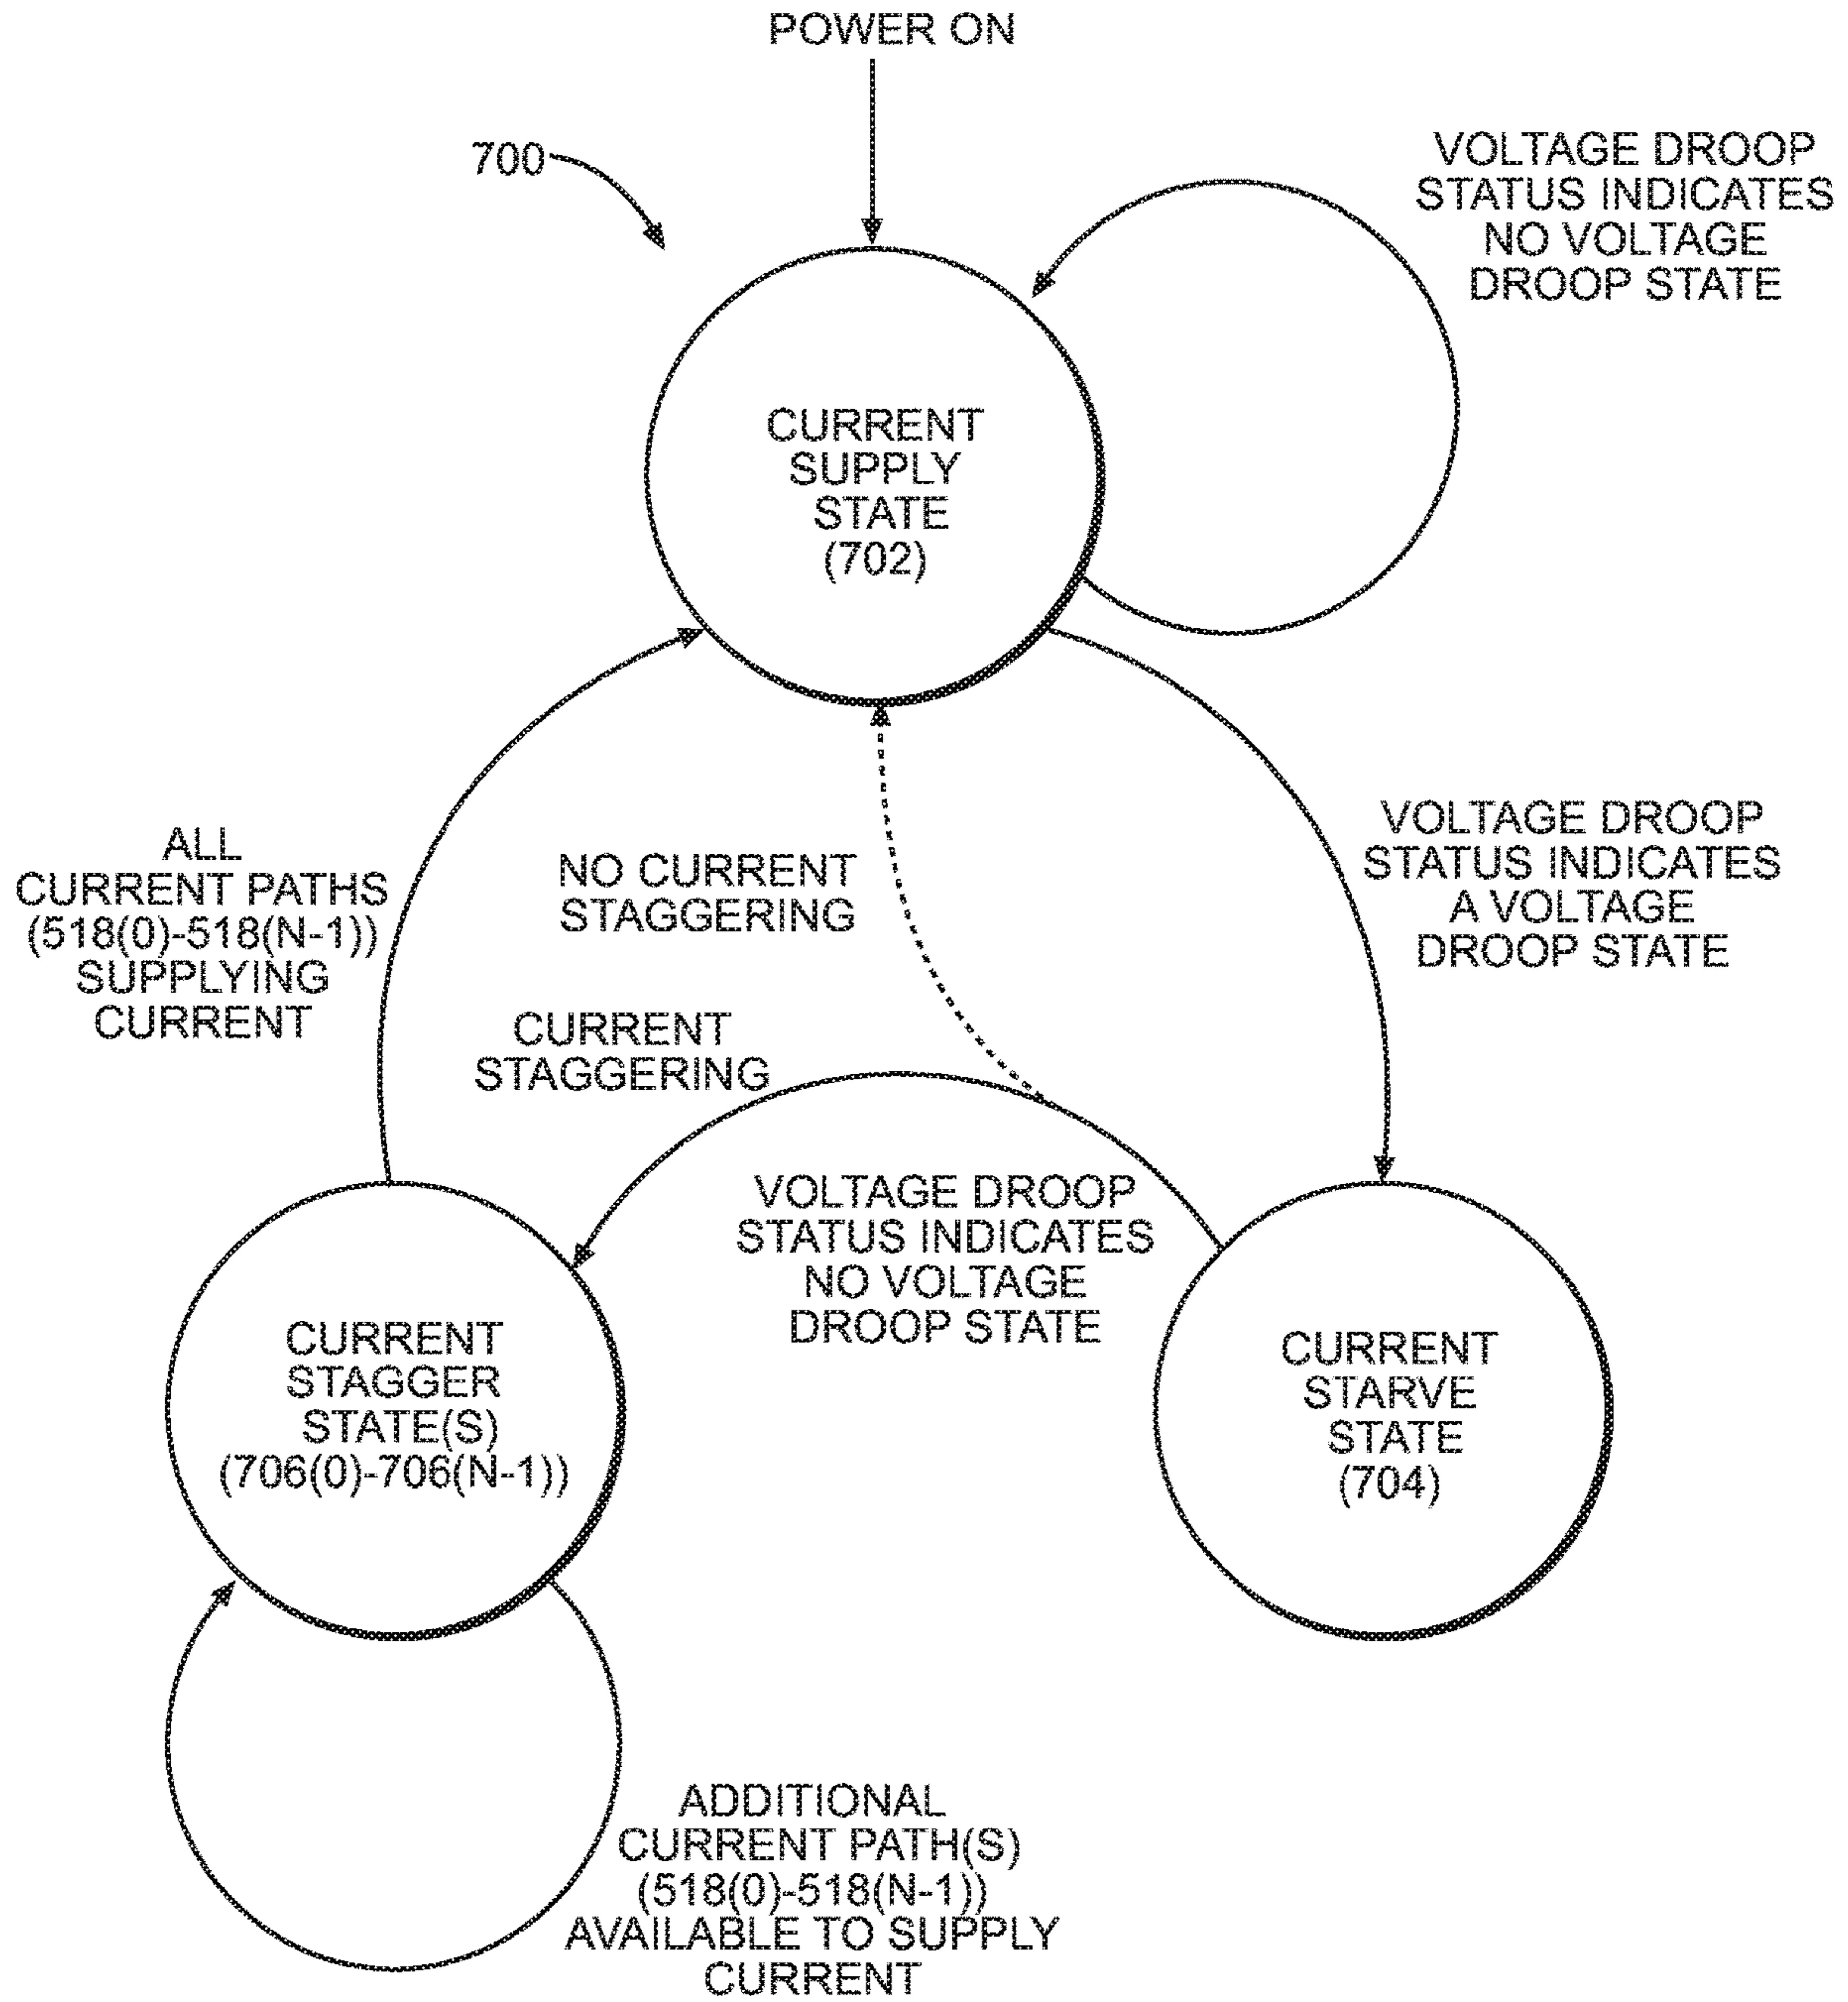 POWER ON
700
VOLTAGE DROOP
STATUS INDICATES
NO VOLTAGE
DROOP STATE
CURRENT
SUPPLY
STATE
(702)
ALL
CURRENT PATHS
(518(0)-518(N-1))
SUPPLYING
CURRENT
NO CURRENT
STAGGERING
VOLTAGE DROOP
STATUS INDICATES
A VOLTAGE
DROOP STATE
CURRENT
STAGGERING
VOLTAGE DROOP
STATUS INDICATES
NO VOLTAGE
DROOP STATE
CURRENT
STAGGER
STATE(S)
(706(0)-706(N-1))
CURRENT
STARVE
STATE
(704)
ADDITIONAL
CURRENT PATH(S)
(518(0)-518(N-1))
AVAILABLE TO SUPPLY
CURRENT